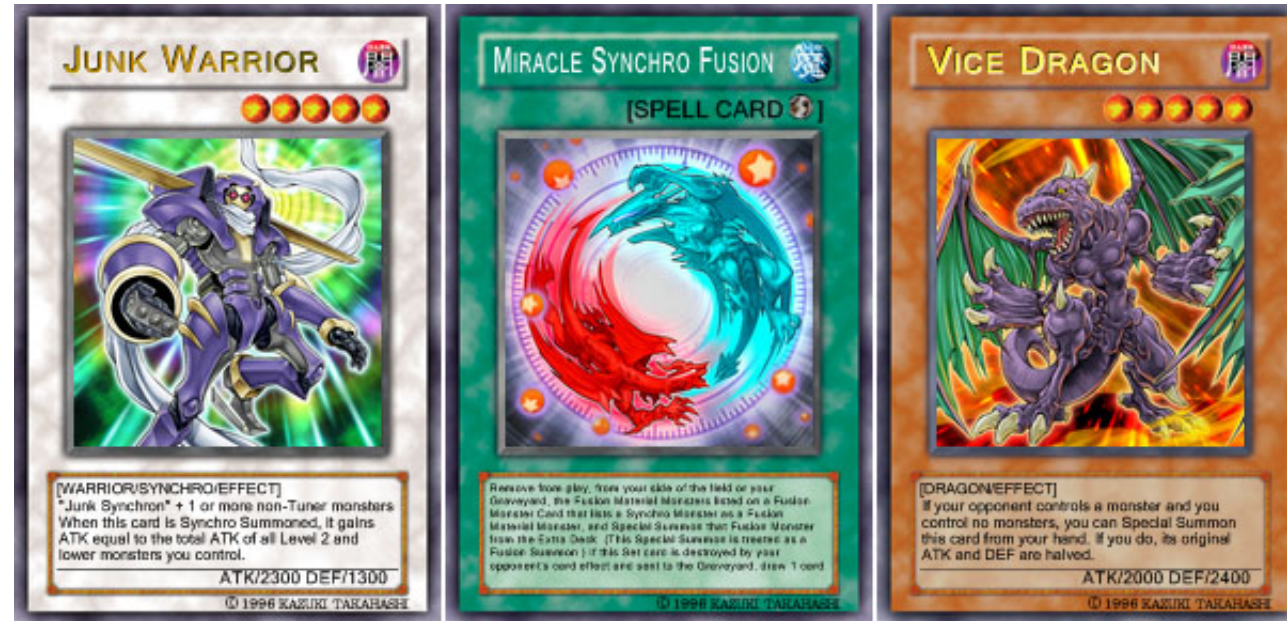 JUNK WARRIOR
[WARRIOR/SYNCHRO/EFFECT]
"Junk Synchron" + 1 or more non-Tuner monsters
When this card is Synchro Summoned, it gains
ATK equal to the total ATK of all Level 2 and
lower monsters you control.
ATK/2300 DEF/1300
© 1996 KAZUKI TAKAHASHI
MIRACLE SYNCHRO FUSION
魔
[SPELL CARD]
Remove from play, from your side of the field or your
Graveyard, the Fusion Material Monsters listed on a Fusion
Monster Card that lists a Synchro Monster as a Fusion
Material Monster, and Special Summon that Fusion Monster
from the Extra Deck. (This Special Summon is treated as a
Fusion Summon.) If this Set card is destroyed by your
opponent's card effect and sent to the Graveyard, draw 1 card
© 1996 KAZUKI TAKAHASHI
VICE DRAGON
[DRAGON/EFFECT]
If your opponent controls a monster and you
control no monsters, you can Special Summon
this card from your hand. If you do, its original
ATK and DEF are halved.
ATK/2000 DEF/2400
© 1996 KAZUKI TAKAHASHI